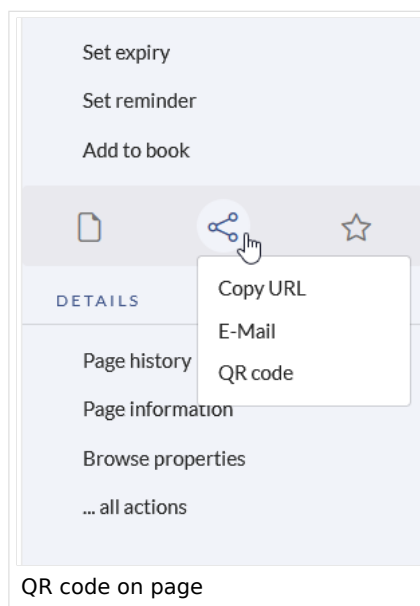 Set expiry
Set reminder
Add to book
DETAILS
Copy URL
E-Mail
QR code
Page history
Page information
Browse properties
... all actions
QR code on page